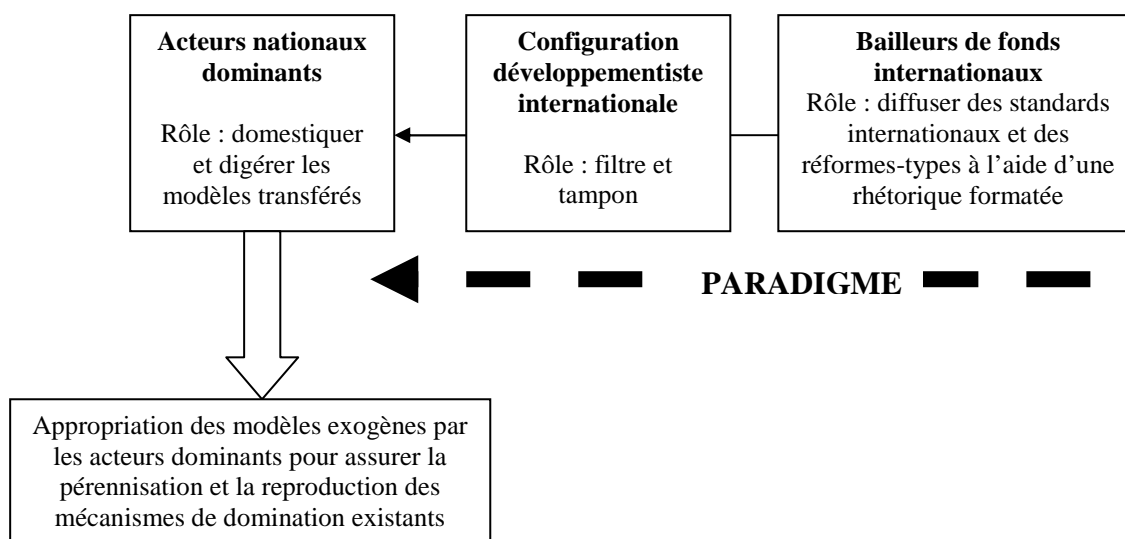 Acteurs nationaux
dominants
Rôle : domestiquer
et digérer les
modèles transférés
Configuration
développementiste
internationale
Rôle : filtre et
tampon
Bailleurs de fonds
internationaux
Rôle : diffuser des standards
internationaux et des
réformes-types à l’aide d’une
rhétorique formatée
PARADIGME
Appropriation des modèles exogènes par
les acteurs dominants pour assurer la
pérennisation et la reproduction des
mécanismes de domination existants